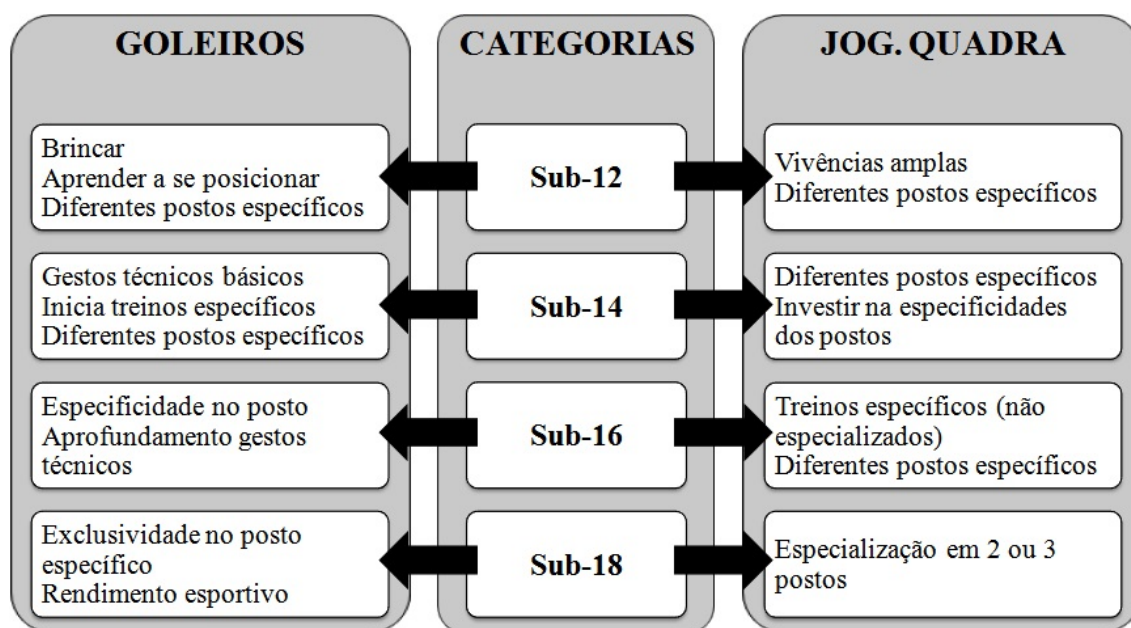 GOLEIROS
CATEGORIAS
JOG. QUADRA
Brincar
Aprender a se posicionar
Diferentes postos específicos
Sub-12
Vivências amplas
Diferentes postos específicos
Gestos técnicos básicos
Inicia treinos específicos
Diferentes postos específicos
Sub-14
Diferentes postos específicos
Investir na especificidades
dos postos
Especificidade no posto
Aprofundamento gestos
técnicos
Sub-16
Treinos específicos (não
especializados)
Diferentes postos específicos
Exclusividade no posto
específico
Rendimento esportivo
Sub-18
Especialização em 2 ou 3
postos